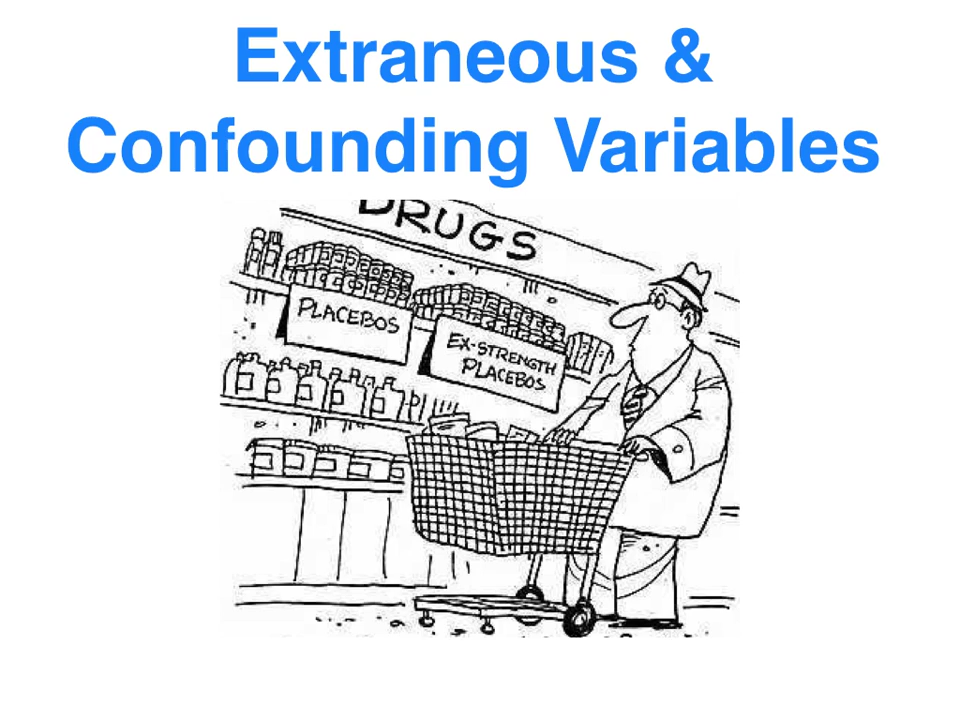 Extraneous &
Confounding Variables
DRUGS
PLACEBOS
EX-STRENGTH
PLACEBOS